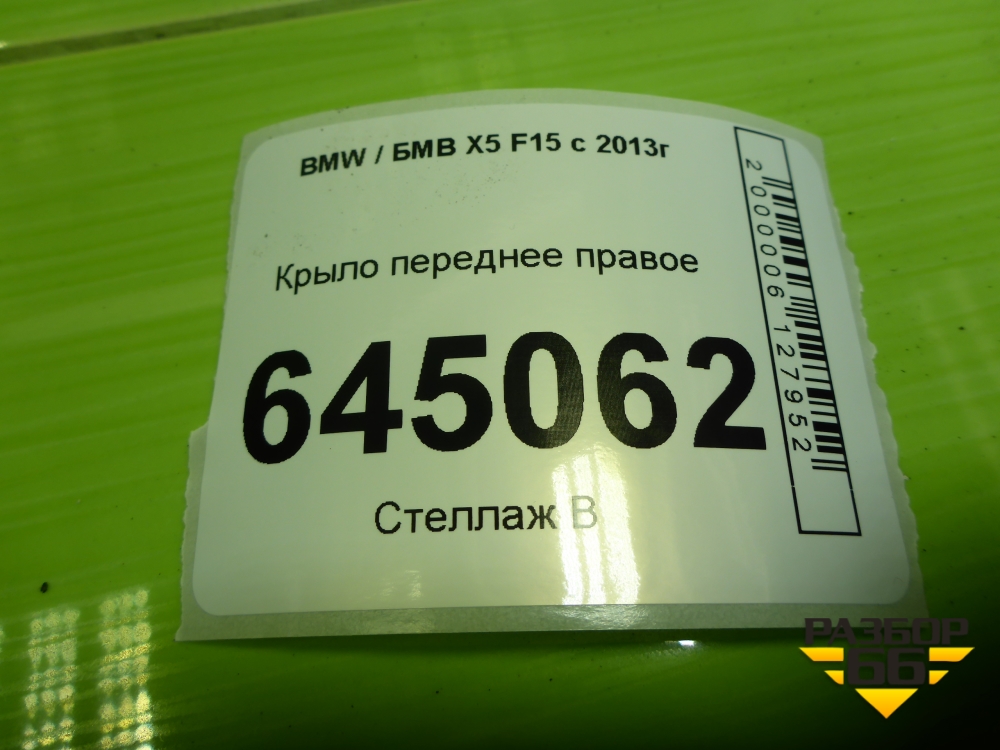 BMW / БМВ X5 F15 с 2013г
Крыло переднее правое
645062
Стеллаж В
2000006127952
РАЗБОР
66